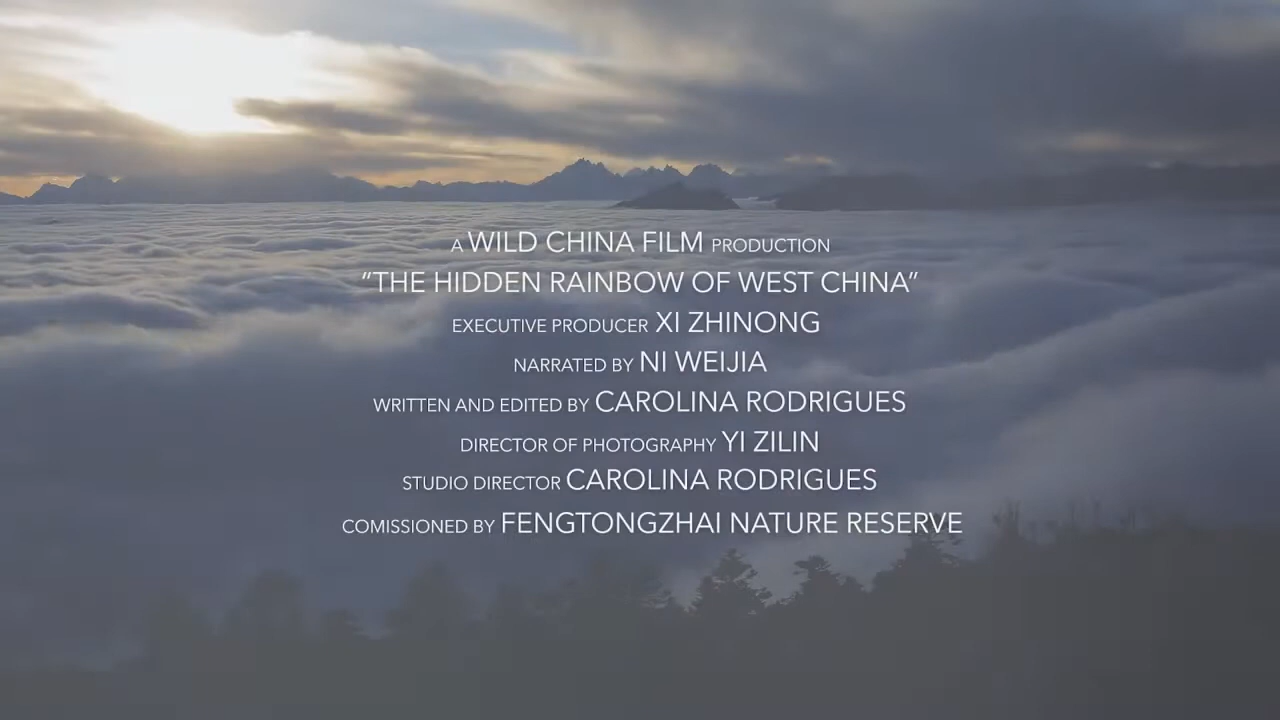 A WILD CHINA FILM PRODUCTION
“THE HIDDEN RAINBOW OF WEST CHINA”
EXECUTIVE PRODUCER XI ZHINONG
NARRATED BY NI WEIJIA
WRITTEN AND EDITED BY CAROLINA RODRIGUES
DIRECTOR OF PHOTOGRAPHY YI ZILIN
STUDIO DIRECTOR CAROLINA RODRIGUES
COMISSIONED BY FENGTONGZHAI NATURE RESERVE